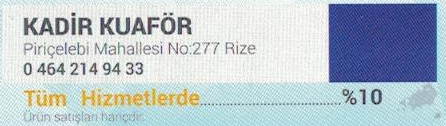 KADİR KUAFÖR
Piriçelebi Mahallesi No:277 Rize
0 464 214 94 33
Tüm Hizmetlerde..............................%10
Ürün satışları hariçdir.